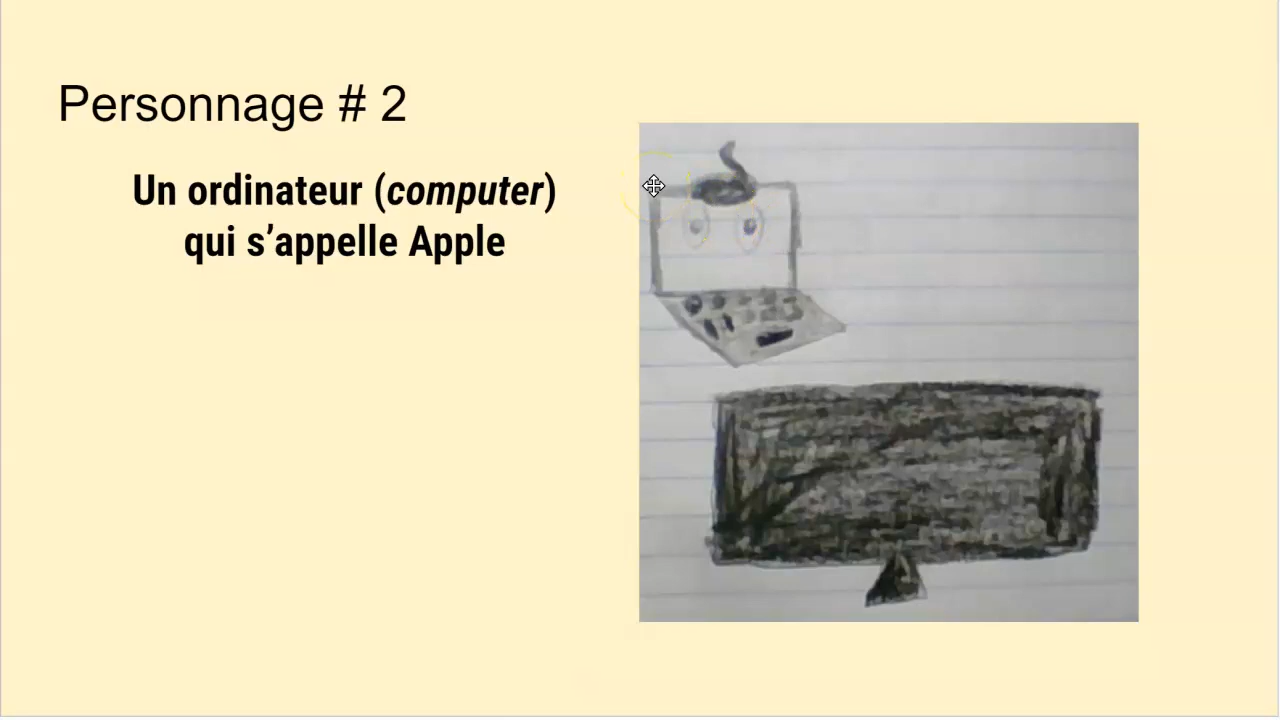 Personnage # 2
Un ordinateur (computer)
qui s’appelle Apple